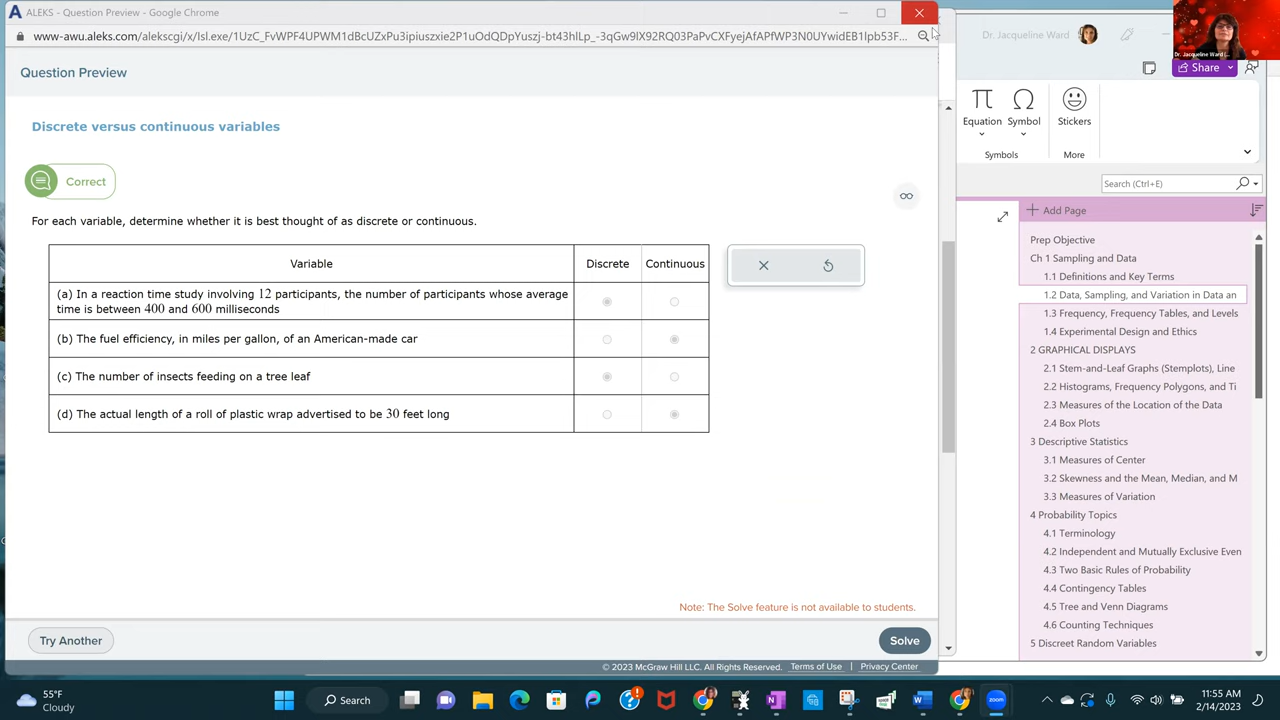 ALEKS - Question Preview - Google Chrome
www-awu.aleks.com/alekscgi/x/Isl.exe/1UzC_FvWPF4UPWM1dBcUZxPu3ipiuszxie2P1uOdQDpYuszj-bt43hlLp_-3qGw9lX92RQ03PaPvCXFyejAfAPfWP3N0UYwidEB1Ipb53F...
Question Preview
Discrete versus continuous variables
Correct
For each variable, determine whether it is best thought of as discrete or continuous.
Variable Discrete Continuous
(a) In a reaction time study involving 12 participants, the number of participants whose average
time is between 400 and 600 milliseconds
(b) The fuel efficiency, in miles per gallon, of an American-made car
(c) The number of insects feeding on a tree leaf
(d) The actual length of a roll of plastic wrap advertised to be 30 feet long
Note: The Solve feature is not available to students.
Try Another
Solve
© 2023 McGraw Hill LLC. All Rights Reserved. Terms of Use | Privacy Center
Dr. Jacqueline Ward
Dr. Jacqueline Ward
Share
Equation
Symbol
Stickers
Symbols
More
Search (Ctrl+E)
Add Page
Prep Objective
Ch 1 Sampling and Data
1.1 Definitions and Key Terms
1.2 Data, Sampling, and Variation in Data an
1.3 Frequency, Frequency Tables, and Levels
1.4 Experimental Design and Ethics
2 GRAPHICAL DISPLAYS
2.1 Stem-and-Leaf Graphs (Stemplots), Line
2.2 Histograms, Frequency Polygons, and Ti
2.3 Measures of the Location of the Data
2.4 Box Plots
3 Descriptive Statistics
3.1 Measures of Center
3.2 Skewness and the Mean, Median, and M
3.3 Measures of Variation
4 Probability Topics
4.1 Terminology
4.2 Independent and Mutually Exclusive Even
4.3 Two Basic Rules of Probability
4.4 Contingency Tables
4.5 Tree and Venn Diagrams
4.6 Counting Techniques
5 Discreet Random Variables
55°F
Cloudy
Search
zoom
11:55 AM
2/14/2023